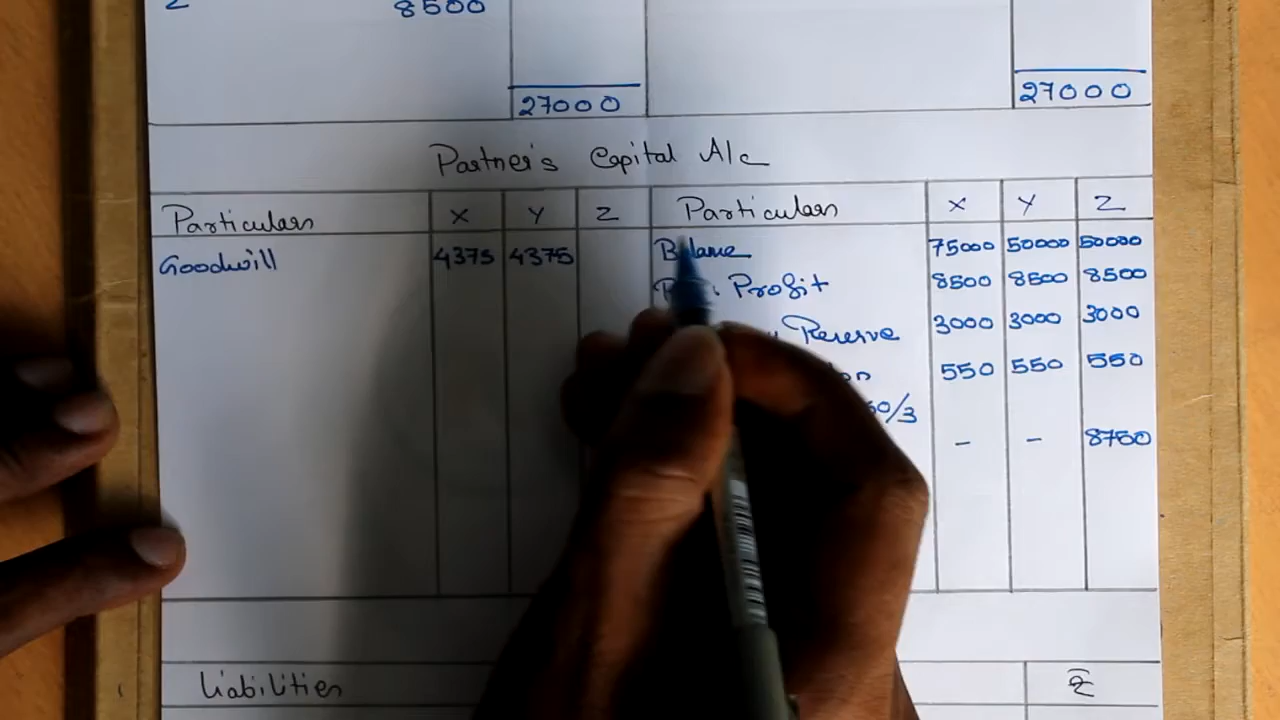 8500
27000 27000
Partner's Capital A/c
Particulars X Y Z Particulars X Y Z
Goodwill 4375 4375 Balance 75000 50000 50000
Profit 8500 8500 8500
Reserve 3000 3000 3000
550 550 550
/3
- - 8750
Liabilities ₹